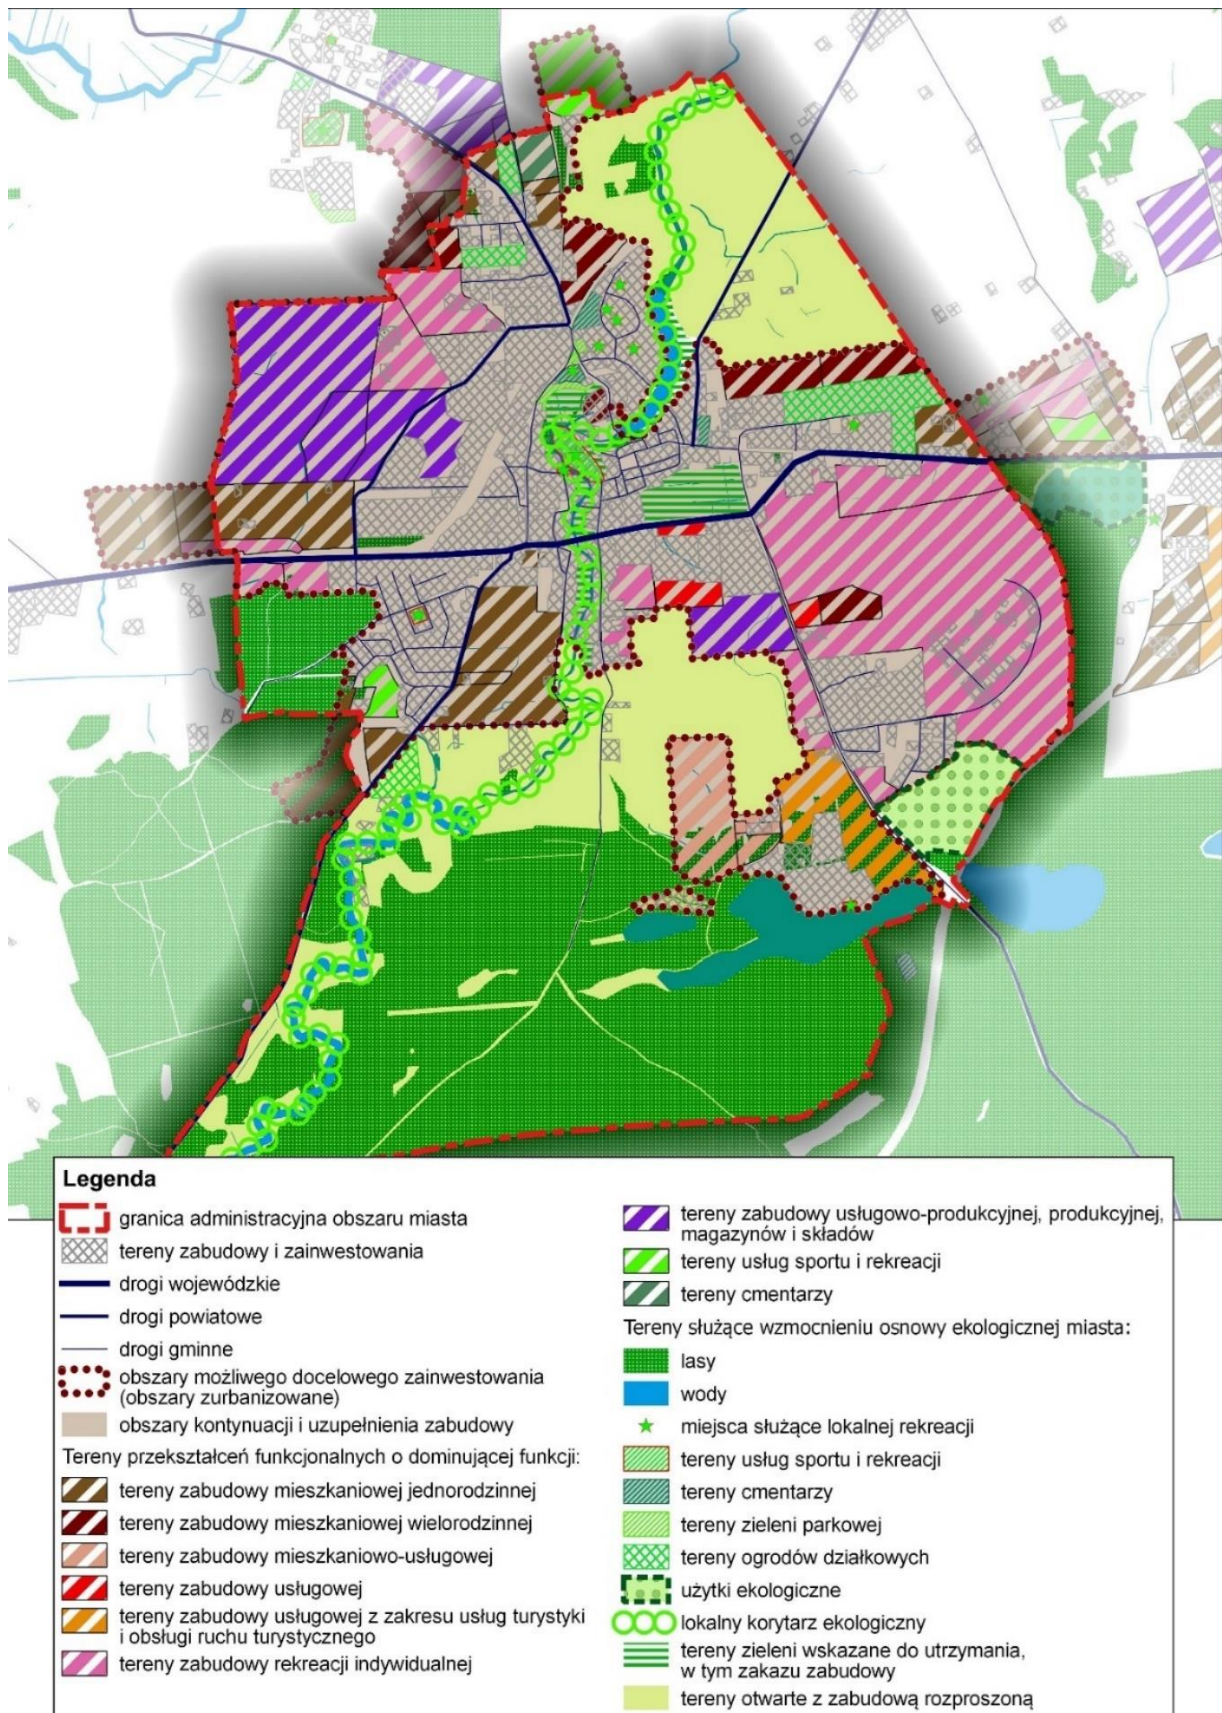 Legenda
granica administracyjna obszaru miasta
tereny zabudowy i zainwestowania
drogi wojewódzkie
drogi powiatowe
drogi gminne
obszary możliwego docelowego zainwestowania
(obszary zurbanizowane)
obszary kontynuacji i uzupełnienia zabudowy
Tereny przekształceń funkcjonalnych o dominującej funkcji:
tereny zabudowy mieszkaniowej jednorodzinnej
tereny zabudowy mieszkaniowej wielorodzinnej
tereny zabudowy mieszkaniowo-usługowej
tereny zabudowy usługowej
tereny zabudowy usługowej z zakresu usług turystyki
i obsługi ruchu turystycznego
tereny zabudowy rekreacji indywidualnej
tereny zabudowy usługowo-produkcyjnej, produkcyjnej,
magazynów i składów
tereny usług sportu i rekreacji
tereny cmentarzy
Tereny służące wzmocnieniu osnowy ekologicznej miasta:
lasy
wody
miejsca służące lokalnej rekreacji
tereny usług sportu i rekreacji
tereny cmentarzy
tereny zieleni parkowej
tereny ogrodów działkowych
użytki ekologiczne
lokalny korytarz ekologiczny
tereny zieleni wskazane do utrzymania,
w tym zakazu zabudowy
tereny otwarte z zabudową rozproszoną